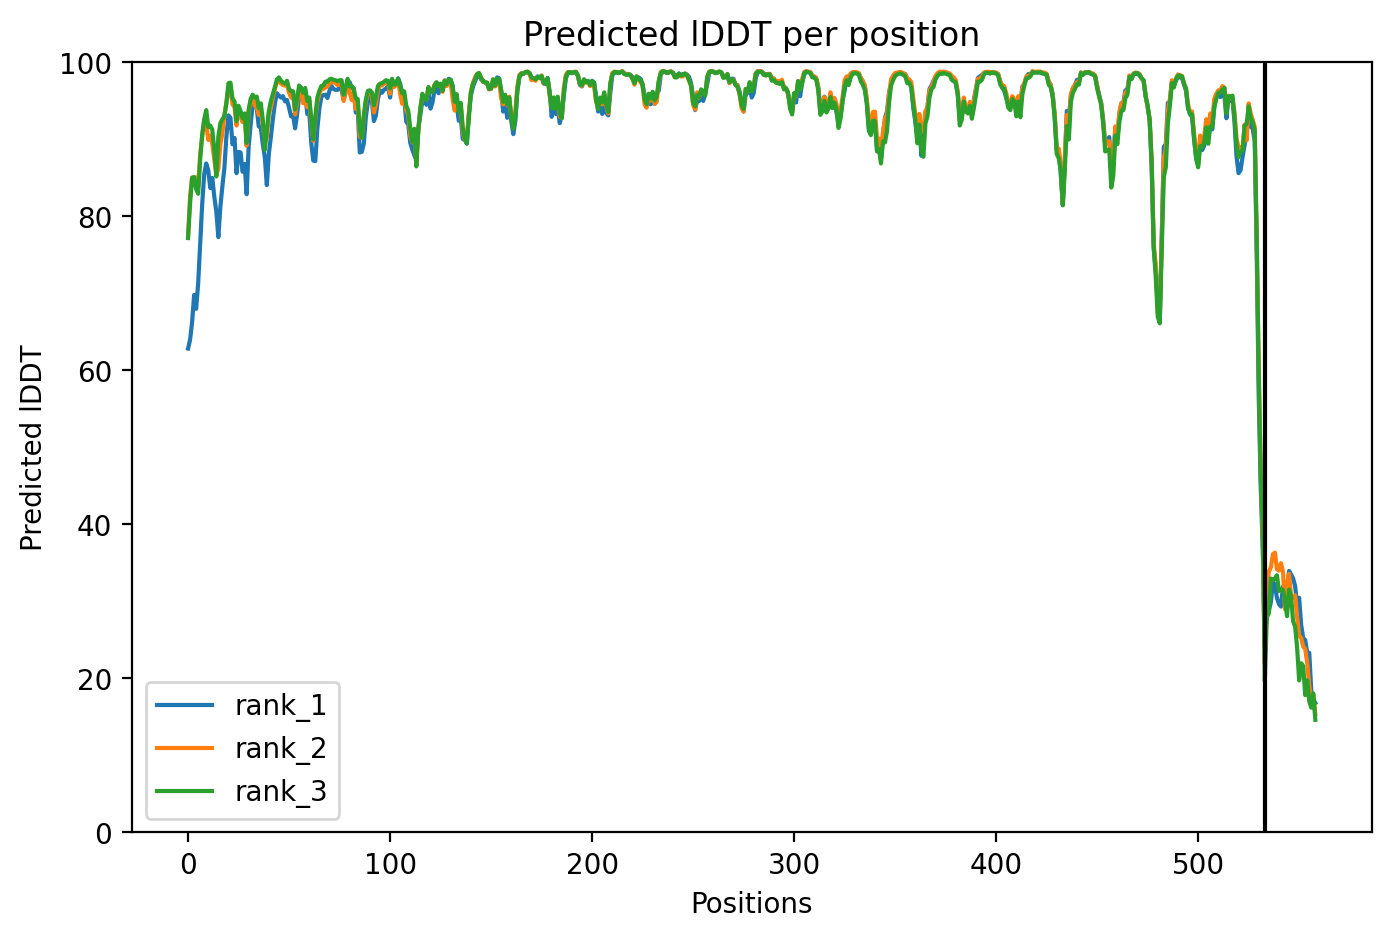 Predicted lDDT per position
Predicted lDDT
100
80
60
40
20
0
rank_1
rank_2
rank_3
0 100 200 300 400 500
Positions